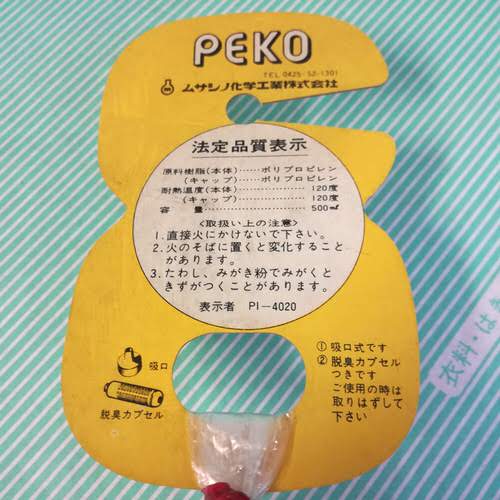 PEKO
TEL 0425-52-1301
ムサシノ化学工業株式会社
法定品質表示
原料樹脂(本体)……ポリプロピレン
(キャップ)……ポリプロピレン
耐熱温度(本体)……120度
(キャップ)……120度
容 量……500㎖
〈取扱い上の注意〉
1. 直接火にかけないで下さい。
2. 火のそばに置くと変化すること
があります。
3. たわし、みがき粉でみがくと
きずがつくことがあります。
表示者 PI-4020
吸口
脱臭カプセル
① 吸口式です
② 脱臭カプセル
つきです
ご使用の時は
取りはずして
下さい
衣料・は